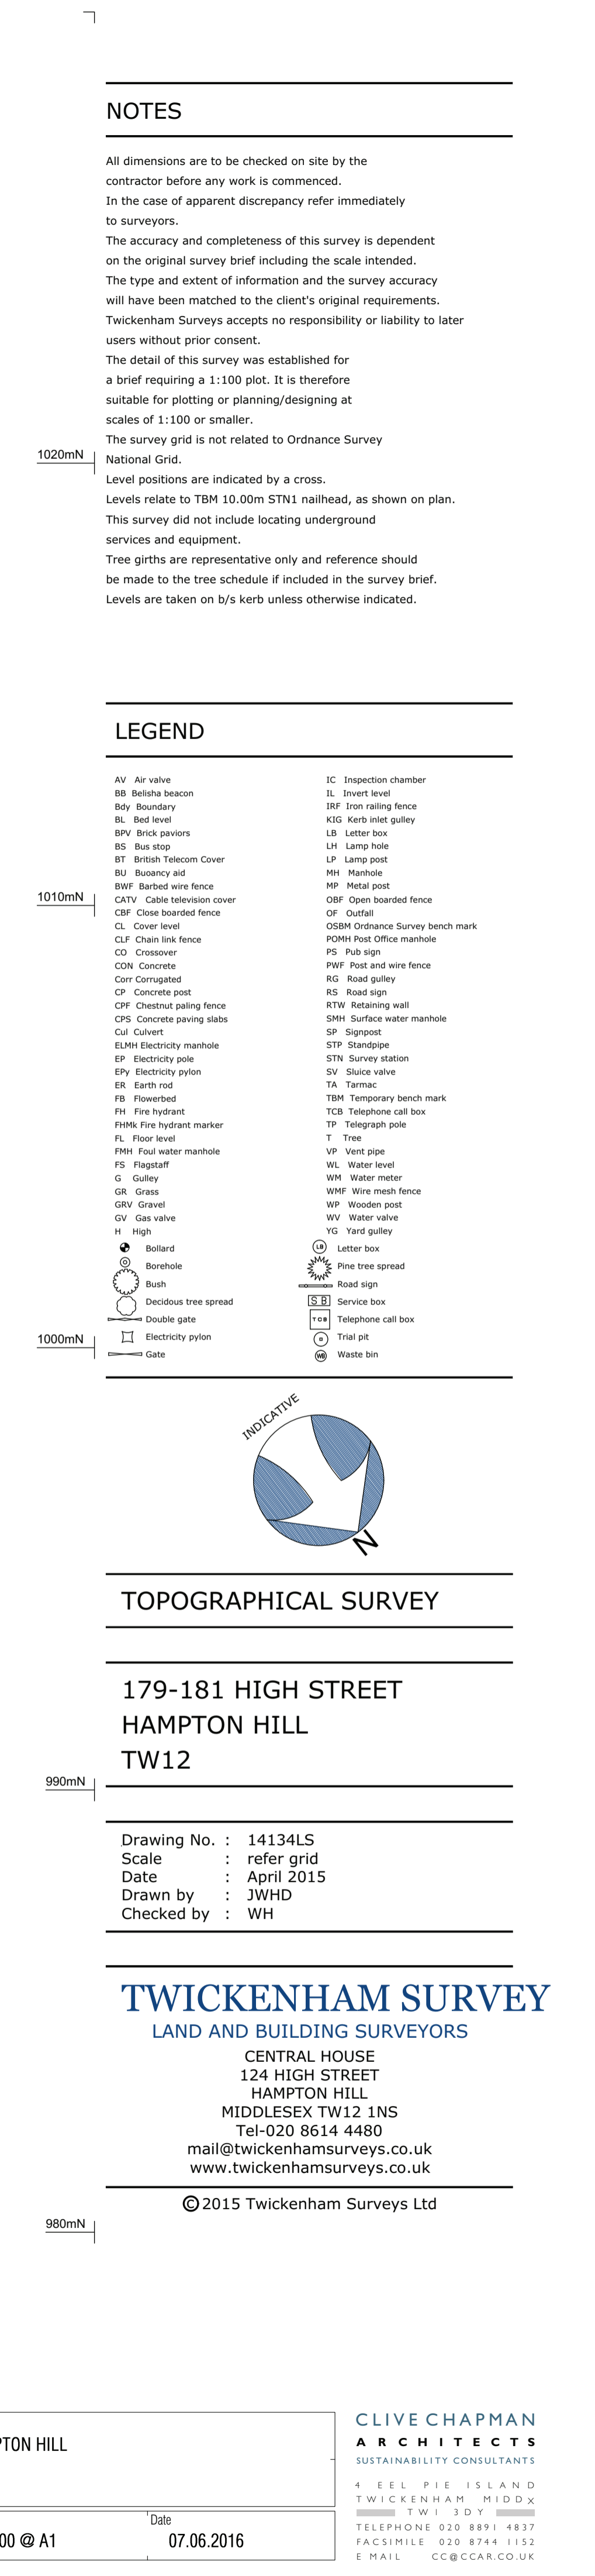 NOTES
All dimensions are to be checked on site by the
contractor before any work is commenced.
In the case of apparent discrepancy refer immediately
to surveyors.
The accuracy and completeness of this survey is dependent
on the original survey brief including the scale intended.
The type and extent of information and the survey accuracy
will have been matched to the client's original requirements.
Twickenham Surveys accepts no responsibility or liability to later
users without prior consent.
The detail of this survey was established for
a brief requiring a 1:100 plot. It is therefore
suitable for plotting or planning/designing at
scales of 1:100 or smaller.
The survey grid is not related to Ordnance Survey
1020mN
National Grid.
Level positions are indicated by a cross.
Levels relate to TBM 10.00m STN1 nailhead, as shown on plan.
This survey did not include locating underground
services and equipment.
Tree girths are representative only and reference should
be made to the tree schedule if included in the survey brief.
Levels are taken on b/s kerb unless otherwise indicated.
LEGEND
AV Air valve
BB Belisha beacon
Bdy Boundary
BL Bed level
BPV Brick paviors
BS Bus stop
BT British Telecom Cover
BU Buoancy aid
BWF Barbed wire fence
1010mN
CATV Cable television cover
CBF Close boarded fence
CL Cover level
CLF Chain link fence
CO Crossover
CON Concrete
Corr Corrugated
CP Concrete post
CPF Chestnut paling fence
CPS Concrete paving slabs
Cul Culvert
ELMH Electricity manhole
EP Electricity pole
EPy Electricity pylon
ER Earth rod
FB Flowerbed
FH Fire hydrant
FHMk Fire hydrant marker
FL Floor level
FMH Foul water manhole
FS Flagstaff
G Gulley
GR Grass
GRV Gravel
GV Gas valve
H High
Bollard
Borehole
Bush
Decidous tree spread
Double gate
1000mN
Electricity pylon
Gate
IC Inspection chamber
IL Invert level
IRF Iron railing fence
KIG Kerb inlet gulley
LB Letter box
LH Lamp hole
LP Lamp post
MH Manhole
MP Metal post
OBF Open boarded fence
OF Outfall
OSBM Ordnance Survey bench mark
POMH Post Office manhole
PS Pub sign
PWF Post and wire fence
RG Road gulley
RS Road sign
RTW Retaining wall
SMH Surface water manhole
SP Signpost
STP Standpipe
STN Survey station
SV Sluice valve
TA Tarmac
TBM Temporary bench mark
TCB Telephone call box
TP Telegraph pole
T Tree
VP Vent pipe
WL Water level
WM Water meter
WMF Wire mesh fence
WP Wooden post
WV Water valve
YG Yard gulley
LB Letter box
Pine tree spread
Road sign
SB Service box
TCB Telephone call box
Trial pit
WB Waste bin
INDICATIVE
N
TOPOGRAPHICAL SURVEY
179-181 HIGH STREET
HAMPTON HILL
TW12
990mN
Drawing No. : 14134LS
Scale : refer grid
Date : April 2015
Drawn by : JWHD
Checked by : WH
TWICKENHAM SURVEY
LAND AND BUILDING SURVEYORS
CENTRAL HOUSE
124 HIGH STREET
HAMPTON HILL
MIDDLESEX TW12 1NS
Tel-020 8614 4480
mail@twickenhamsurveys.co.uk
www.twickenhamsurveys.co.uk
©2015 Twickenham Surveys Ltd
980mN
PTON HILL
Date
00 @ A1
07.06.2016
CLIVE CHAPMAN
ARCHITECTS
SUSTAINABILITY CONSULTANTS
4 EEL PIE ISLAND
TWICKENHAM MIDDX
TW1 3DY
TELEPHONE 020 8891 4837
FACSIMILE 020 8744 1152
E MAIL CC@CCAR.CO.UK